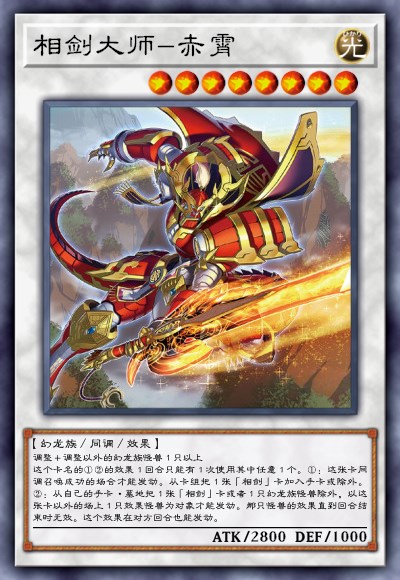 相剑大师-赤霄
光
ひかり
【幻龙族/同调/效果】
调整+调整以外的幻龙族怪兽1只以上
这个卡名的①②的效果1回合只能有1次使用其中任意1个。①：这张卡同
调召唤成功的场合才能发动。从卡组把1张「相剑」卡加入手卡或除外。
②：从自己的手卡·墓地把1张「相剑」卡或者1只幻龙族怪兽除外，以这
张卡以外的场上1只效果怪兽为对象才能发动。那只怪兽的效果直到回合结
束时无效。这个效果在对方回合也能发动。
ATK/2800 DEF/1000